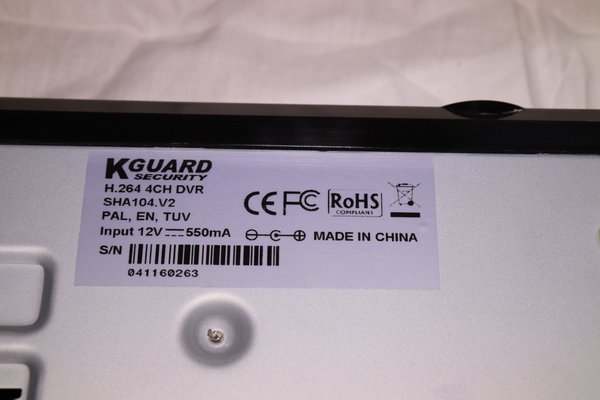 KGUARD
SECURITY
H.264 4CH DVR
SHA104.V2
PAL, EN, TUV
Input 12V 550mA
CE FC
RoHS
COMPLIANT
MADE IN CHINA
S/N
041160263